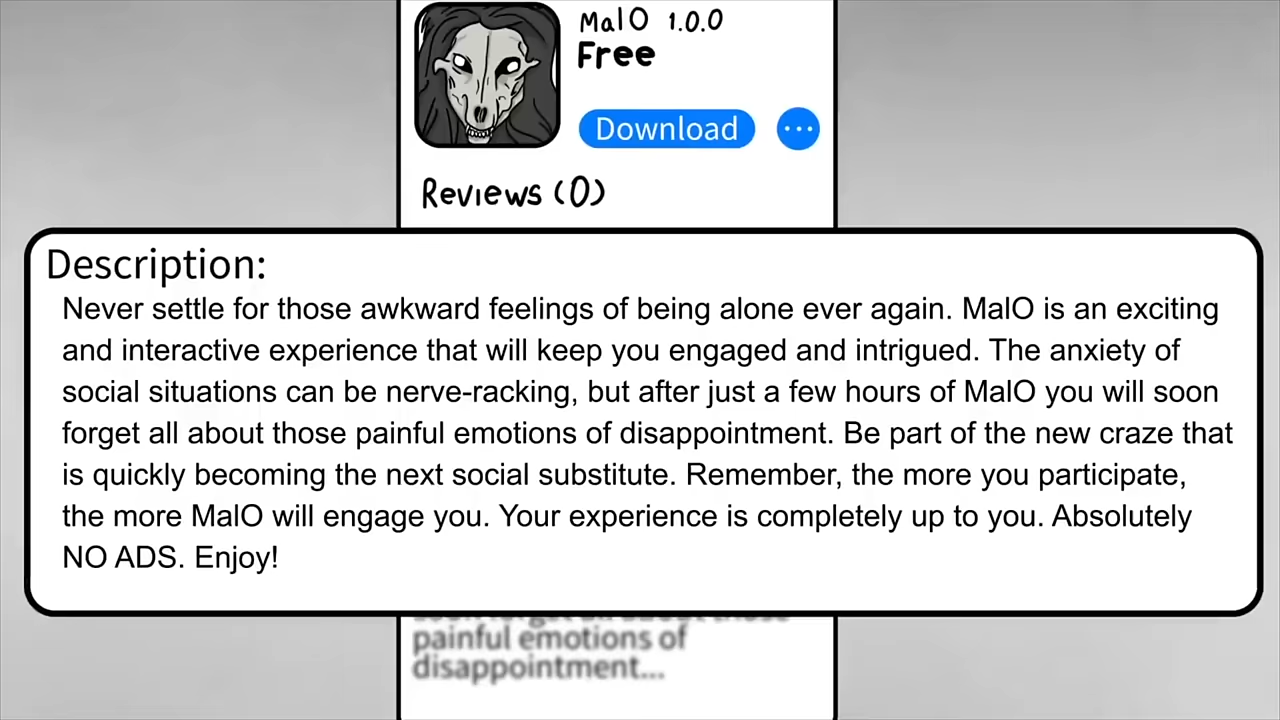 MalO 1.0.0
Free
Download
Reviews (0)
Description:
Never settle for those awkward feelings of being alone ever again. MalO is an exciting
and interactive experience that will keep you engaged and intrigued. The anxiety of
social situations can be nerve-racking, but after just a few hours of MalO you will soon
forget all about those painful emotions of disappointment. Be part of the new craze that
is quickly becoming the next social substitute. Remember, the more you participate,
the more MalO will engage you. Your experience is completely up to you. Absolutely
NO ADS. Enjoy!
painful emotions of
disappointment...